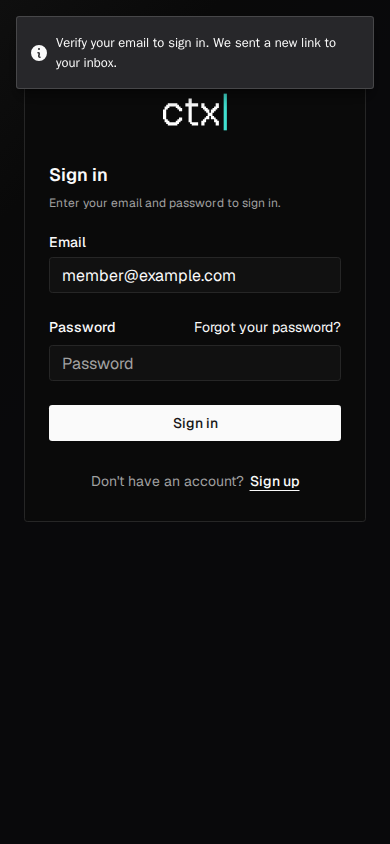 Verify your email to sign in. We sent a new link to
your inbox.
ctx
Sign in
Enter your email and password to sign in.
Email
member@example.com
Password
Forgot your password?
Password
Sign in
Don't have an account? Sign up